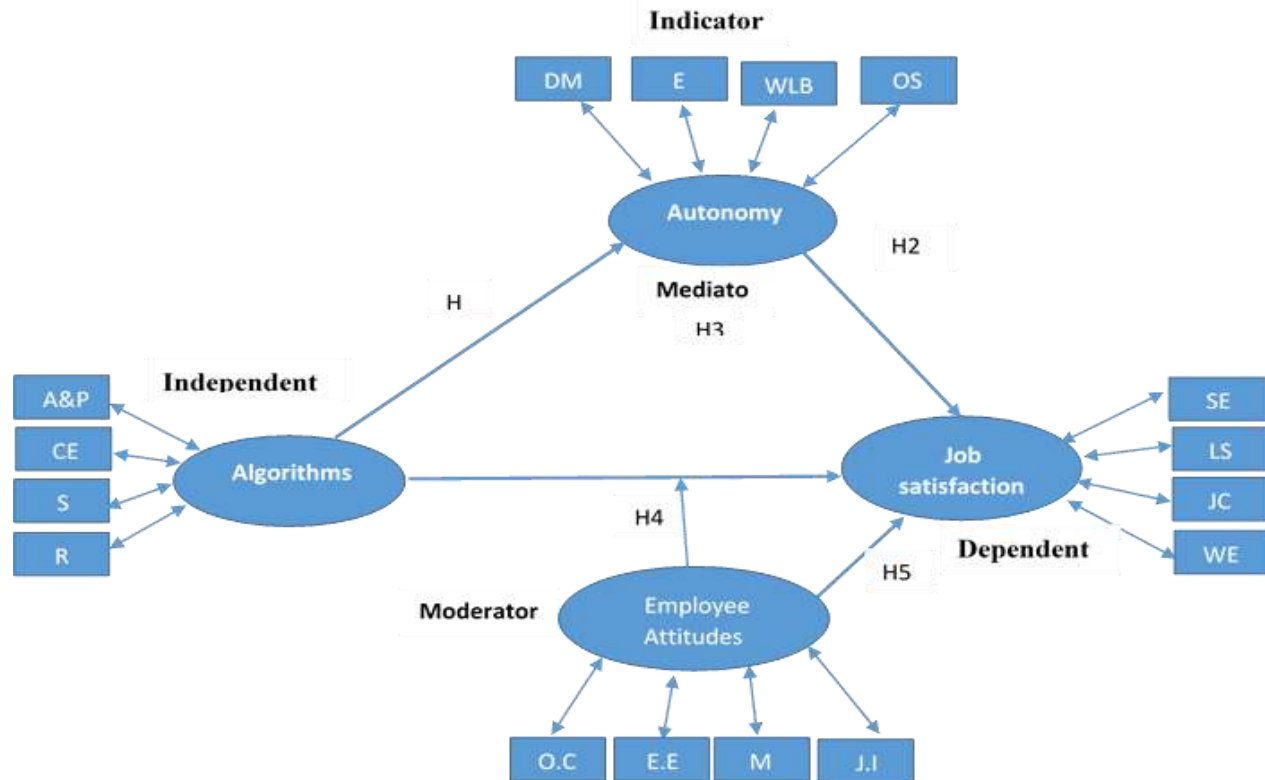 Indicator
DM
E
WLB
OS
Autonomy
H2
H
Mediato
H3
Independent
A&P
CE
S
R
Algorithms
Job
satisfaction
SE
LS
JC
WE
H4
Dependent
H5
Moderator
Employee
Attitudes
O.C
E.E
M
J.I